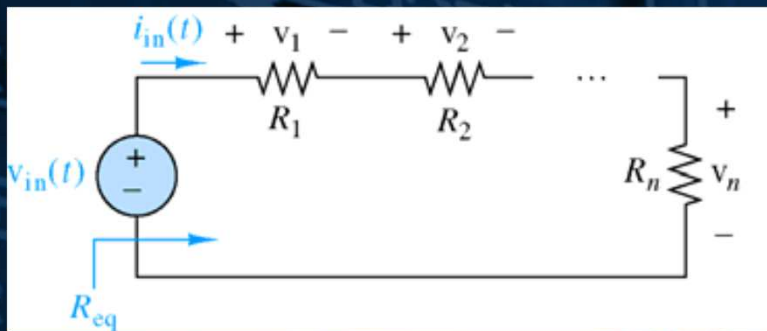 i_in(t) + v_1 − + v_2 −
...
R_1 R_2
+
v_in(t) + − R_n v_n
−
R_eq